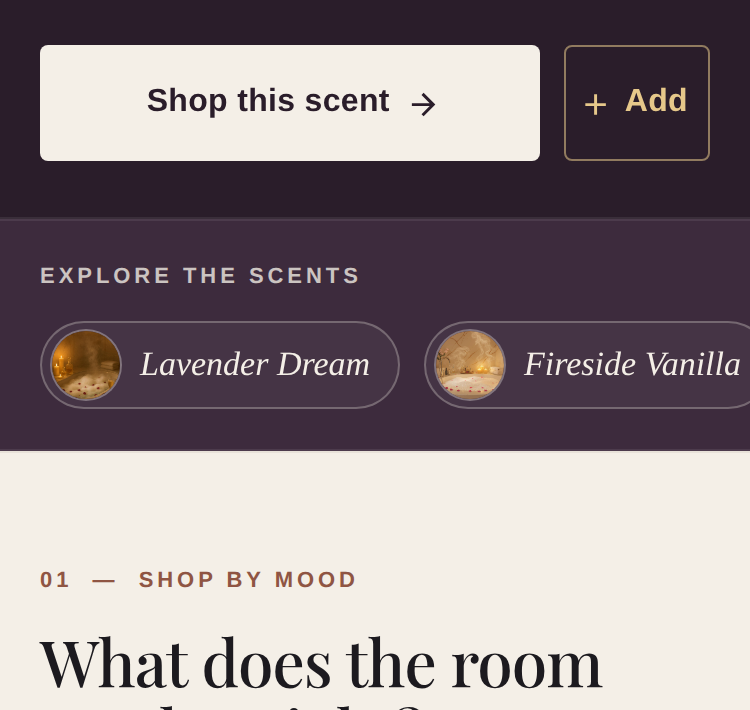 Shop this scent →
+ Add
EXPLORE THE SCENTS
Lavender Dream
Fireside Vanilla
01 — SHOP BY MOOD
What does the room